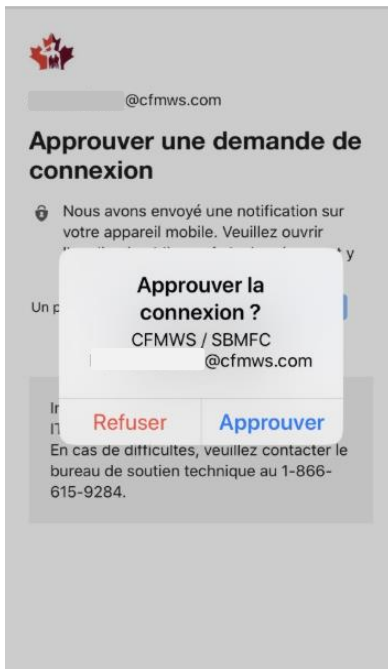 @cfmws.com
Approuver une demande de
connexion
Nous avons envoyé une notification sur
votre appareil mobile. Veuillez ouvrir
y
Un p
Approuver la
connexion ?
CFMWS / SBMFC
@cfmws.com
Refuser
Approuver
In
IT
En cas de difficultés, veuillez contacter le
bureau de soutien technique au 1-866-
615-9284.